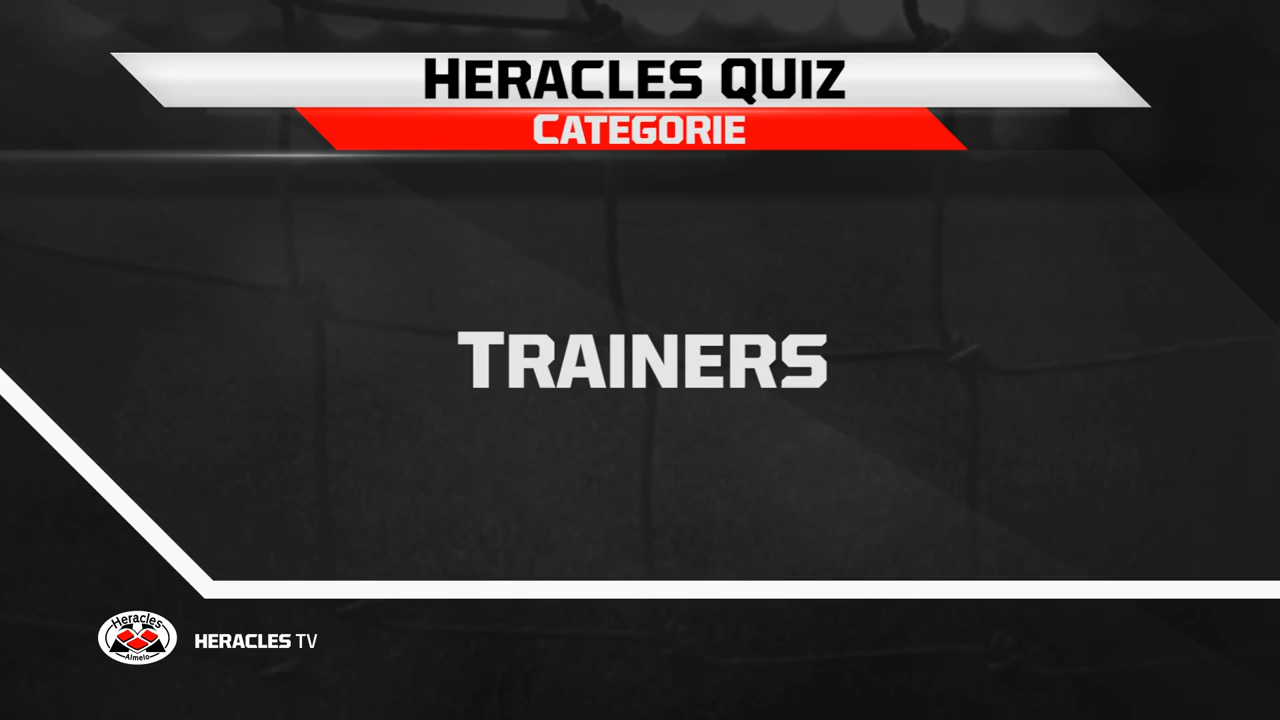 HERACLES QUIZ
CATEGORIE
TRAINERS
Heracles
Almelo
HERACLES TV